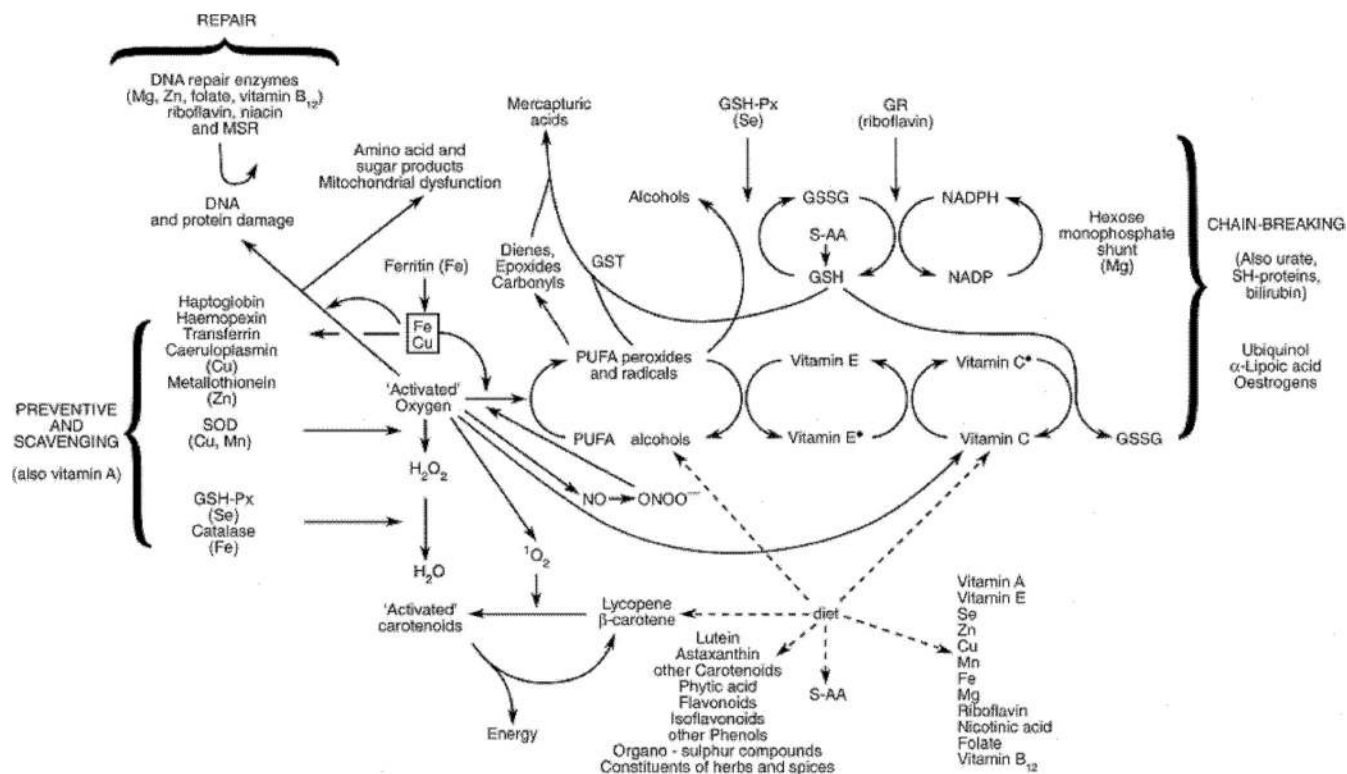 REPAIR
DNA repair enzymes
(Mg, Zn, folate, vitamin B12)
riboflavin, niacin
and MSR
DNA
and protein damage
Amino acid and
sugar products
Mitochondrial dysfunction
Mercapturic
acids
GSH-Px
(Se)
GR
(riboflavin)
Alcohols
GSSG
S-AA
GSH
NADPH
NADP
Hexose
monophosphate
shunt
(Mg)
CHAIN-BREAKING
(Also urate,
SH-proteins,
bilirubin)
Ubiquinol
α-Lipoic acid
Oestrogens
Dienes,
Epoxides
Carbonyls
GST
Ferritin (Fe)
Fe
Cu
Haptoglobin
Haemopexin
Transferrin
Caeruloplasmin
(Cu)
Metallothionein
(Zn)
SOD
(Cu, Mn)
GSH-Px
(Se)
Catalase
(Fe)
PREVENTIVE
AND
SCAVENGING
(also vitamin A)
'Activated'
Oxygen
PUFA peroxides
and radicals
PUFA
alcohols
Vitamin E
Vitamin E•
Vitamin C•
Vitamin C
GSSG
H2O2
H2O
NO
ONOO—
1O2
'Activated'
carotenoids
Lycopene
β-carotene
Energy
diet
Lutein
Astaxanthin
other Carotenoids
Phytic acid
Flavonoids
Isoflavonoids
other Phenols
Organo - sulphur compounds
Constituents of herbs and spices
S-AA
Vitamin A
Vitamin E
Se
Zn
Cu
Mn
Fe
Mg
Riboflavin
Nicotinic acid
Folate
Vitamin B12